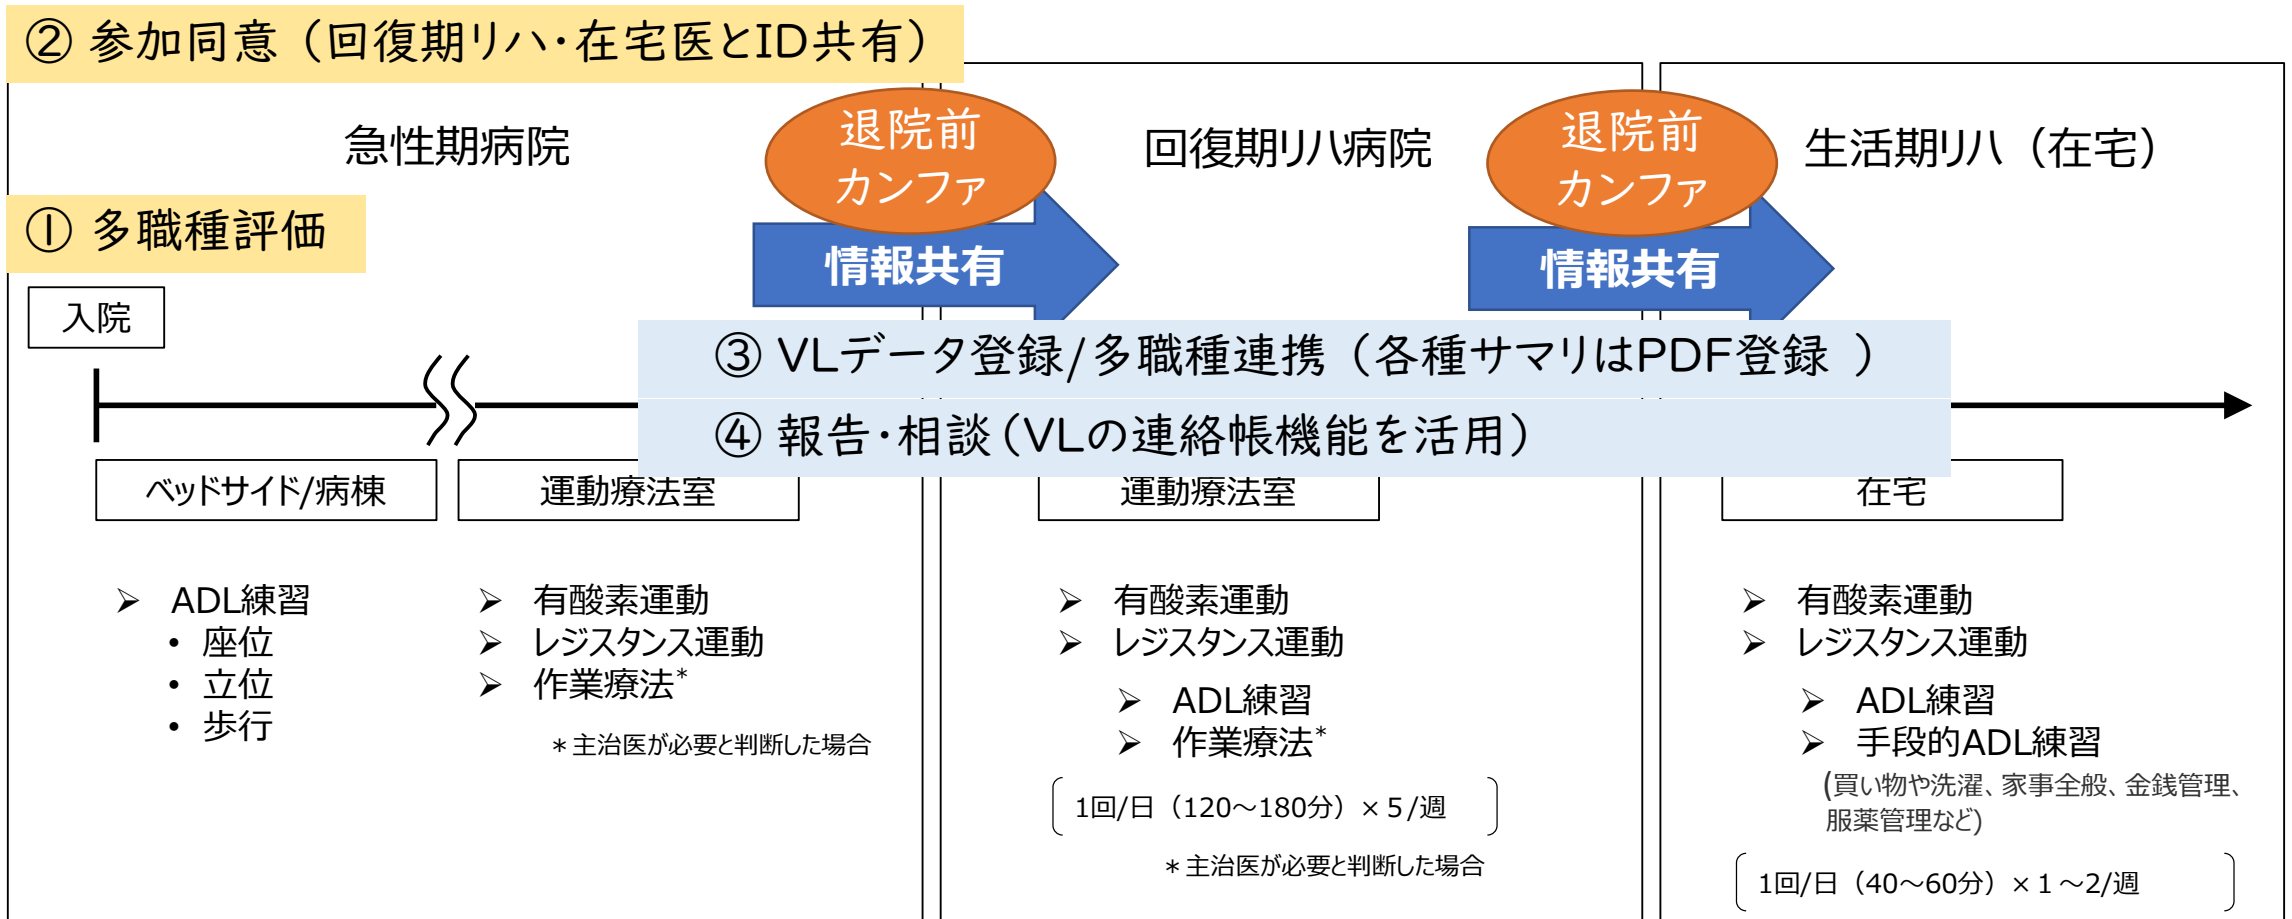 ② 参加同意（回復期リハ・在宅医とID共有）
急性期病院
退院前
カンファ
回復期リハ病院
退院前
カンファ
生活期リハ（在宅）
① 多職種評価
情報共有
情報共有
入院
③ VLデータ登録/多職種連携（各種サマリはPDF登録 ）
④ 報告・相談（VLの連絡帳機能を活用）
ベッドサイド/病棟
運動療法室
運動療法室
在宅
➢ ADL練習
• 座位
• 立位
• 歩行
➢ 有酸素運動
➢ レジスタンス運動
➢ 作業療法*
＊主治医が必要と判断した場合
➢ 有酸素運動
➢ レジスタンス運動
➢ ADL練習
➢ 作業療法*
1回/日（120～180分）×５/週
＊主治医が必要と判断した場合
➢ 有酸素運動
➢ レジスタンス運動
➢ ADL練習
➢ 手段的ADL練習
(買い物や洗濯、家事全般、金銭管理、
服薬管理など)
1回/日（40～60分）×１～2/週